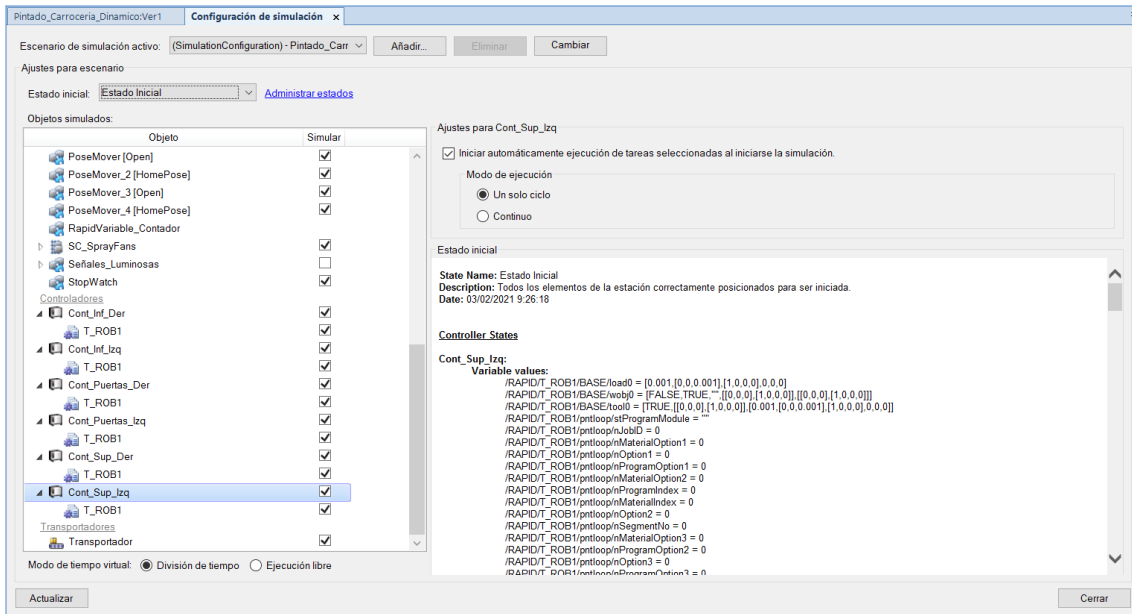 Pintado_Carroceria_Dinamico:Ver1 Configuración de simulación x
Escenario de simulación activo: (SimulationConfiguration) - Pintado_Carr Añadir... Eliminar Cambiar
Ajustes para escenario
Estado inicial: Estado Inicial Administrar estados
Objetos simulados:
Objeto Simular
PoseMover [Open]
PoseMover_2 [HomePose]
PoseMover_3 [Open]
PoseMover_4 [HomePose]
RapidVariable_Contador
SC_SprayFans
Señales_Luminosas
StopWatch
Controladores
Cont_Inf_Der
T_ROB1
Cont_Inf_Izq
T_ROB1
Cont_Puertas_Der
T_ROB1
Cont_Puertas_Izq
T_ROB1
Cont_Sup_Der
T_ROB1
Cont_Sup_Izq
T_ROB1
Transportadores
Transportador
Modo de tiempo virtual: División de tiempo Ejecución libre
Ajustes para Cont_Sup_Izq
Iniciar automáticamente ejecución de tareas seleccionadas al iniciarse la simulación.
Modo de ejecución
Un solo ciclo
Continuo
Estado inicial
State Name: Estado Inicial
Description: Todos los elementos de la estación correctamente posicionados para ser iniciada.
Date: 03/02/2021 9:26:18
Controller States
Cont_Sup_Izq:
Variable values:
/RAPID/T_ROB1/BASE/load0 = [0.001,[0,0,0.001],[1,0,0,0],0,0,0]
/RAPID/T_ROB1/BASE/wobj0 = [FALSE,TRUE,"",[[0,0,0],[1,0,0,0]],[[0,0,0],[1,0,0,0]]]
/RAPID/T_ROB1/BASE/tool0 = [TRUE,[[0,0,0],[1,0,0,0]],[0.001,[0,0,0.001],[1,0,0,0],0,0,0]]
/RAPID/T_ROB1/pntloop/stProgramModule = ""
/RAPID/T_ROB1/pntloop/nJobID = 0
/RAPID/T_ROB1/pntloop/nMaterialOption1 = 0
/RAPID/T_ROB1/pntloop/nOption1 = 0
/RAPID/T_ROB1/pntloop/nProgramOption1 = 0
/RAPID/T_ROB1/pntloop/nMaterialOption2 = 0
/RAPID/T_ROB1/pntloop/nProgramIndex = 0
/RAPID/T_ROB1/pntloop/nMaterialIndex = 0
/RAPID/T_ROB1/pntloop/nOption2 = 0
/RAPID/T_ROB1/pntloop/nSegmentNo = 0
/RAPID/T_ROB1/pntloop/nMaterialOption3 = 0
/RAPID/T_ROB1/pntloop/nProgramOption2 = 0
/RAPID/T_ROB1/pntloop/nOption3 = 0
/RAPID/T_ROB1/pntloop/nProgramOption3 = 0
Actualizar Cerrar